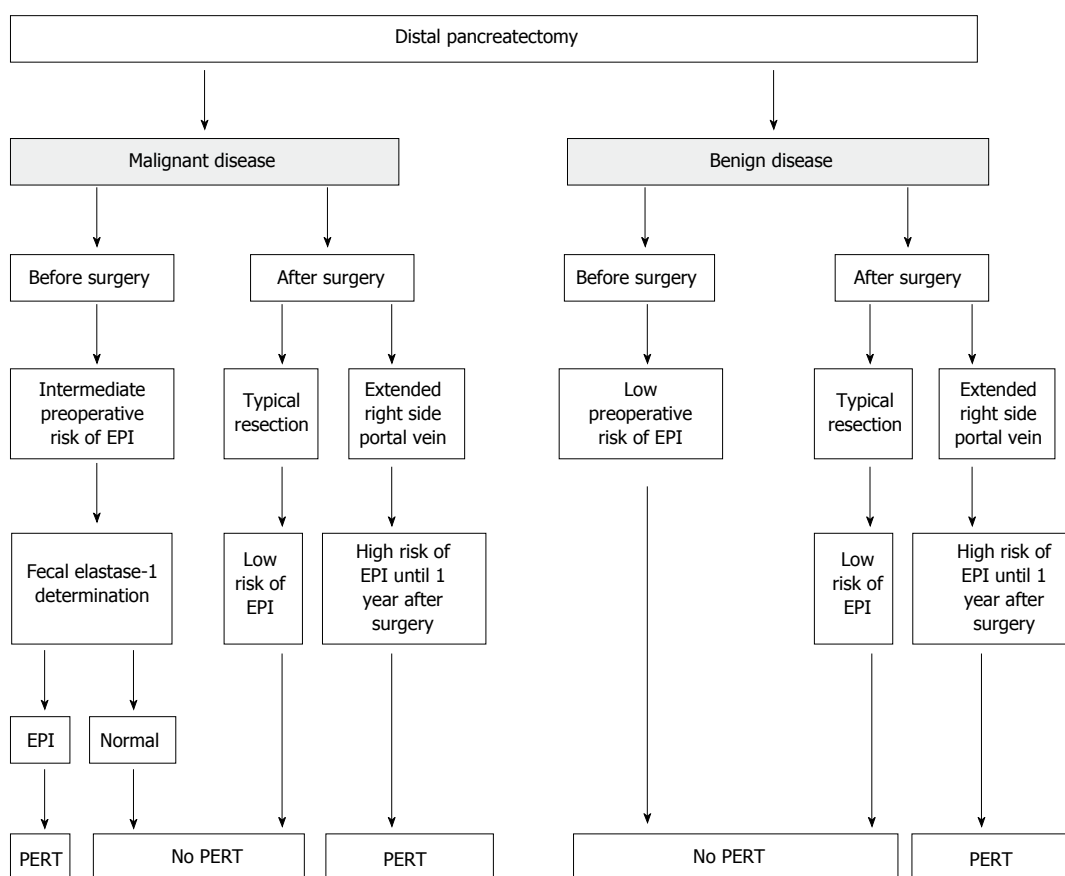 Distal pancreatectomy
Malignant disease
Benign disease
Before surgery
After surgery
Before surgery
After surgery
Intermediate
preoperative
risk of EPI
Typical
resection
Extended
right side
portal vein
Low
preoperative
risk of EPI
Typical
resection
Extended
right side
portal vein
Fecal elastase-1
determination
Low
risk of
EPI
High risk of
EPI until 1
year after
surgery
Low
risk of
EPI
High risk of
EPI until 1
year after
surgery
EPI
Normal
PERT
No PERT
PERT
No PERT
PERT